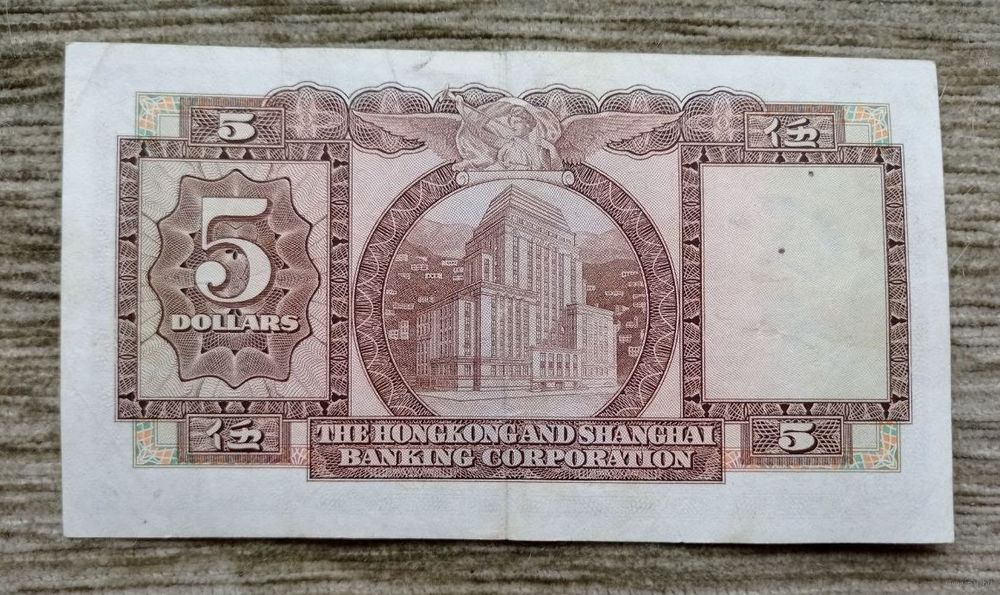 5
伍
5
DOLLARS
伍
5
THE HONGKONG AND SHANGHAI
BANKING CORPORATION